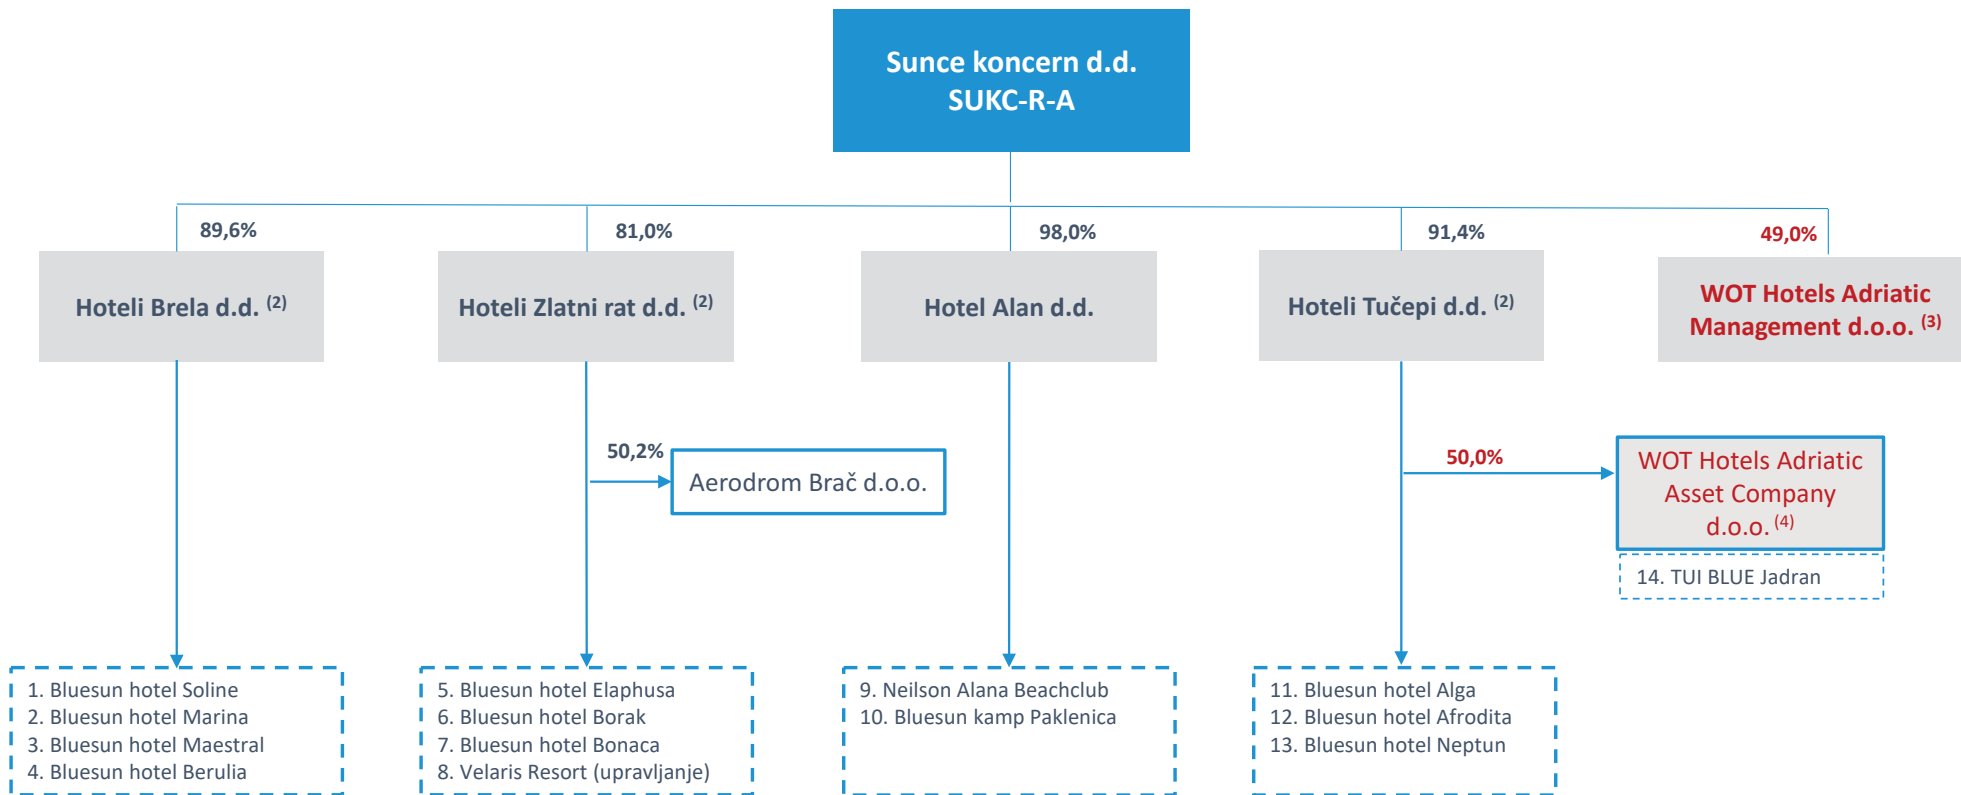 Sunce koncern d.d.
SUKC-R-A
89,6%
81,0%
98,0%
91,4%
49,0%
Hoteli Brela d.d. (2)
Hoteli Zlatni rat d.d. (2)
Hotel Alan d.d.
Hoteli Tučepi d.d. (2)
WOT Hotels Adriatic
Management d.o.o. (3)
50,2%
Aerodrom Brač d.o.o.
50,0%
WOT Hotels Adriatic
Asset Company
d.o.o. (4)
14. TUI BLUE Jadran
1. Bluesun hotel Soline
2. Bluesun hotel Marina
3. Bluesun hotel Maestral
4. Bluesun hotel Berulia
5. Bluesun hotel Elaphusa
6. Bluesun hotel Borak
7. Bluesun hotel Bonaca
8. Velaris Resort (upravljanje)
9. Neilson Alana Beachclub
10. Bluesun kamp Paklenica
11. Bluesun hotel Alga
12. Bluesun hotel Afrodita
13. Bluesun hotel Neptun